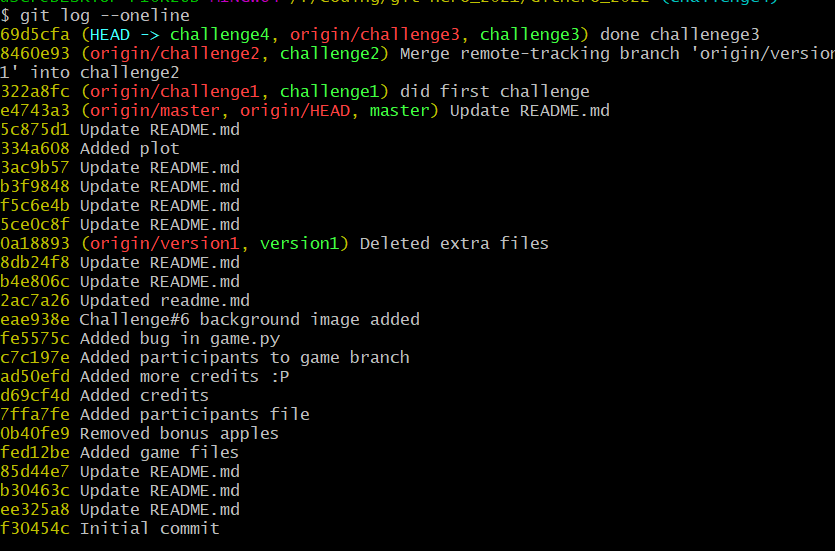 $ git log --oneline
69d5cfa (HEAD -> challenge4, origin/challenge3, challenge3) done challenege3
8460e93 (origin/challenge2, challenge2) Merge remote-tracking branch 'origin/version
1' into challenge2
322a8fc (origin/challenge1, challenge1) did first challenge
e4743a3 (origin/master, origin/HEAD, master) Update README.md
5c875d1 Update README.md
334a608 Added plot
3ac9b57 Update README.md
b3f9848 Update README.md
f5c6e4b Update README.md
5ce0c8f Update README.md
0a18893 (origin/version1, version1) Deleted extra files
8db24f8 Update README.md
b4e806c Update README.md
2ac7a26 Updated readme.md
eae938e Challenge#6 background image added
fe5575c Added bug in game.py
c7c197e Added participants to game branch
ad50efd Added more credits :P
d69cf4d Added credits
7ffa7fe Added participants file
0b40fe9 Removed bonus apples
fed12be Added game files
85d44e7 Update README.md
b30463c Update README.md
ee325a8 Update README.md
f30454c Initial commit